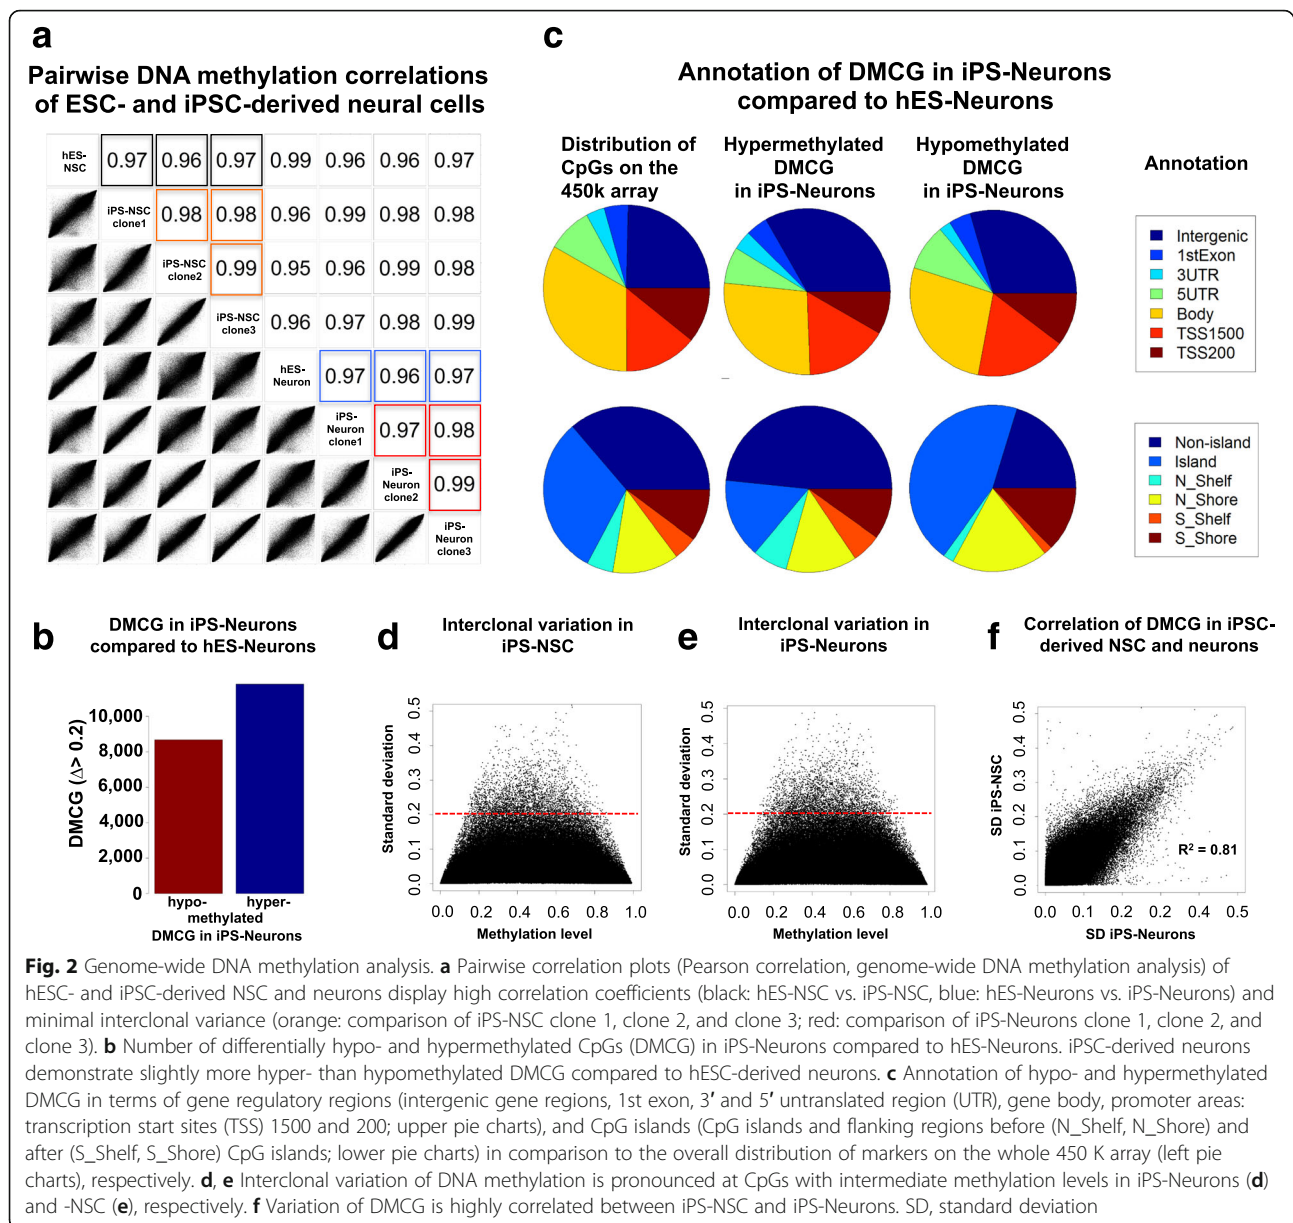 a
Pairwise DNA methylation correlations
of ESC- and iPSC-derived neural cells
hES-
NSC
0.97 0.96 0.97 0.99 0.96 0.96 0.97
iPS-NSC
clone1
0.98 0.98 0.96 0.99 0.98 0.98
iPS-NSC
clone2
0.99 0.95 0.96 0.99 0.98
iPS-NSC
clone3
0.96 0.97 0.98 0.99
hES-
Neuron
0.97 0.96 0.97
iPS-
Neuron
clone1
0.97 0.98
iPS-
Neuron
clone2
0.99
iPS-
Neuron
clone3
c
Annotation of DMCG in iPS-Neurons
compared to hES-Neurons
Distribution of
CpGs on the
450k array
Hypermethylated
DMCG
in iPS-Neurons
Hypomethylated
DMCG
in iPS-Neurons
Annotation
Intergenic
1stExon
3UTR
5UTR
Body
TSS1500
TSS200
Non-island
Island
N_Shelf
N_Shore
S_Shelf
S_Shore
b
DMCG in iPS-Neurons
compared to hES-Neurons
DMCG (Δ> 0.2)
10,000
8,000
6,000
4,000
2,000
0
hypo- hyper-
methylated
DMCG in iPS-Neurons
d
Interclonal variation in
iPS-NSC
Standard deviation
0.5
0.4
0.3
0.2
0.1
0.0
0.0 0.2 0.4 0.6 0.8 1.0
Methylation level
e
Interclonal variation in
iPS-Neurons
Standard deviation
0.5
0.4
0.3
0.2
0.1
0.0
0.0 0.2 0.4 0.6 0.8 1.0
Methylation level
f
Correlation of DMCG in iPSC-
derived NSC and neurons
SD iPS-NSC
0.5
0.4
0.3
0.2
0.1
0.0
R² = 0.81
0.0 0.1 0.2 0.2 0.2 0.5
SD iPS-Neurons
Fig. 2 Genome-wide DNA methylation analysis. a Pairwise correlation plots (Pearson correlation, genome-wide DNA methylation analysis) of
hESC- and iPSC-derived NSC and neurons display high correlation coefficients (black: hES-NSC vs. iPS-NSC, blue: hES-Neurons vs. iPS-Neurons) and
minimal interclonal variance (orange: comparison of iPS-NSC clone 1, clone 2, and clone 3; red: comparison of iPS-Neurons clone 1, clone 2, and
clone 3). b Number of differentially hypo- and hypermethylated CpGs (DMCG) in iPS-Neurons compared to hES-Neurons. iPSC-derived neurons
demonstrate slightly more hyper- than hypomethylated DMCG compared to hESC-derived neurons. c Annotation of hypo- and hypermethylated
DMCG in terms of gene regulatory regions (intergenic gene regions, 1st exon, 3′ and 5′ untranslated region (UTR), gene body, promoter areas:
transcription start sites (TSS) 1500 and 200; upper pie charts), and CpG islands (CpG islands and flanking regions before (N_Shelf, N_Shore) and
after (S_Shelf, S_Shore) CpG islands; lower pie charts) in comparison to the overall distribution of markers on the whole 450 K array (left pie
charts), respectively. d, e Interclonal variation of DNA methylation is pronounced at CpGs with intermediate methylation levels in iPS-Neurons (d)
and -NSC (e), respectively. f Variation of DMCG is highly correlated between iPS-NSC and iPS-Neurons. SD, standard deviation